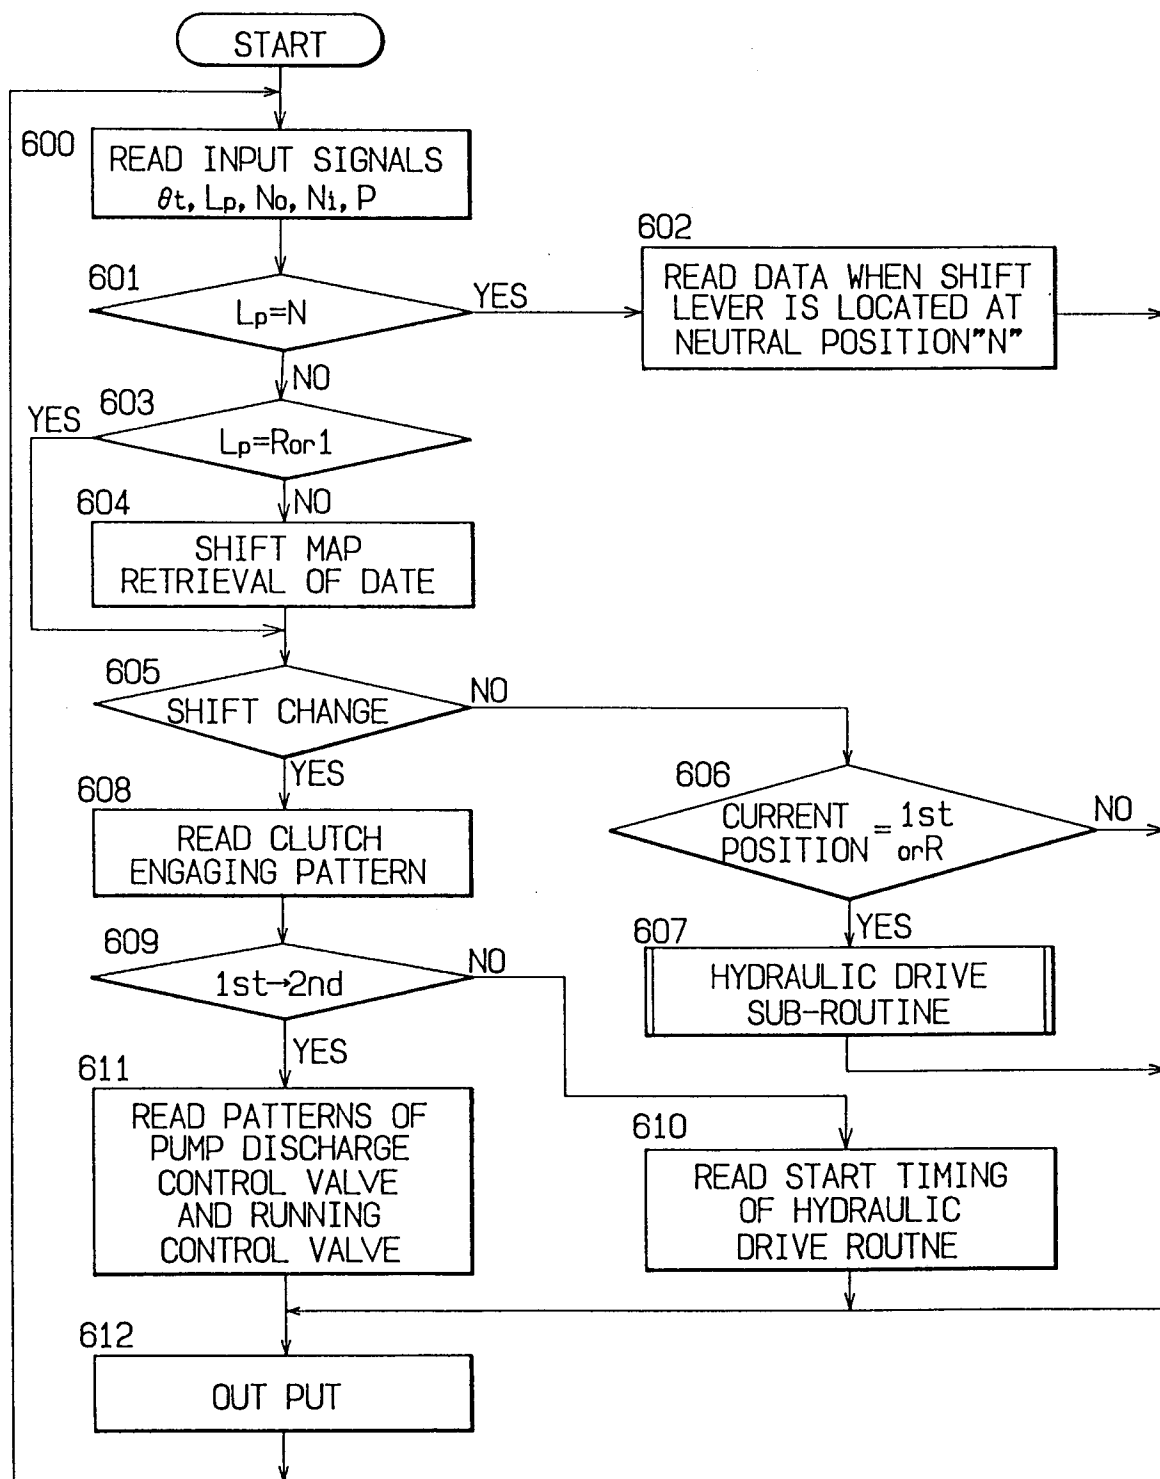 START
600
READ INPUT SIGNALS
θt, Lp, No, Ni, P
601
Lp=N
YES
NO
602
READ DATA WHEN SHIFT
LEVER IS LOCATED AT
NEUTRAL POSITION"N"
603
YES
Lp=Ror1
NO
604
SHIFT MAP
RETRIEVAL OF DATE
605
SHIFT CHANGE
NO
YES
606
CURRENT POSITION = 1st orR
NO
YES
607
HYDRAULIC DRIVE
SUB-ROUTINE
608
READ CLUTCH
ENGAGING PATTERN
609
1st→2nd
NO
YES
610
READ START TIMING
OF HYDRAULIC
DRIVE ROUTNE
611
READ PATTERNS OF
PUMP DISCHARGE
CONTROL VALVE
AND RUNNING
CONTROL VALVE
612
OUT PUT